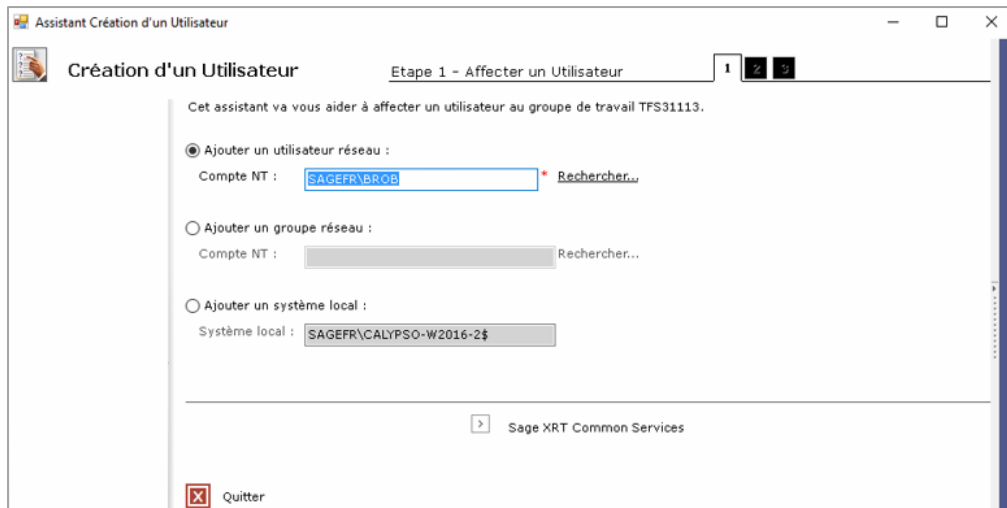 Assistant Création d'un Utilisateur
Création d'un Utilisateur Etape 1 - Affecter un Utilisateur 1 2 3
Cet assistant va vous aider à affecter un utilisateur au groupe de travail TFS31113.
Ajouter un utilisateur réseau :
Compte NT : SAGEFR\BROB * Rechercher...
Ajouter un groupe réseau :
Compte NT : Rechercher...
Ajouter un système local :
Système local : SAGEFR\CALYPSO-W2016-2$
Sage XRT Common Services
Quitter